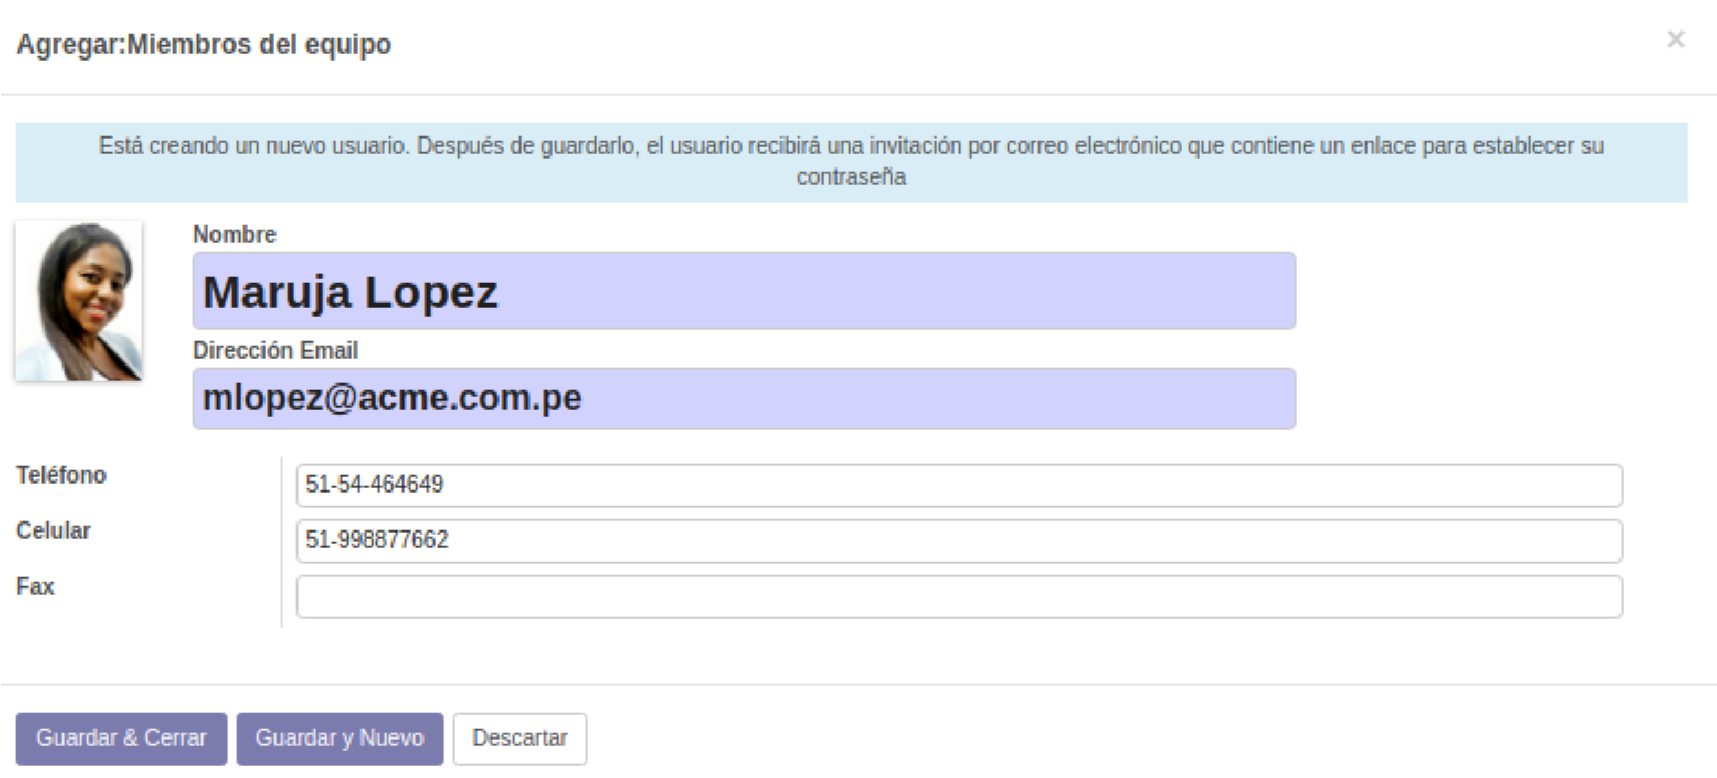 Agregar:Miembros del equipo
×
Está creando un nuevo usuario. Después de guardarlo, el usuario recibirá una invitación por correo electrónico que contiene un enlace para establecer su
contraseña
Nombre
Maruja Lopez
Dirección Email
mlopez@acme.com.pe
Teléfono
51-54-464649
Celular
51-998877662
Fax
Guardar & Cerrar
Guardar y Nuevo
Descartar